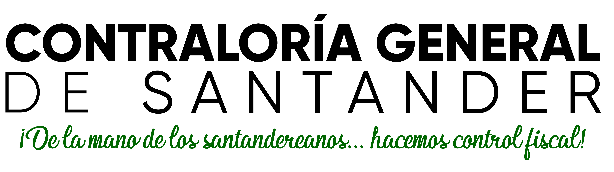 CONTRALORÍA GENERAL
DE SANTANDER
¡De la mano de los santandereanos... hacemos control fiscal!